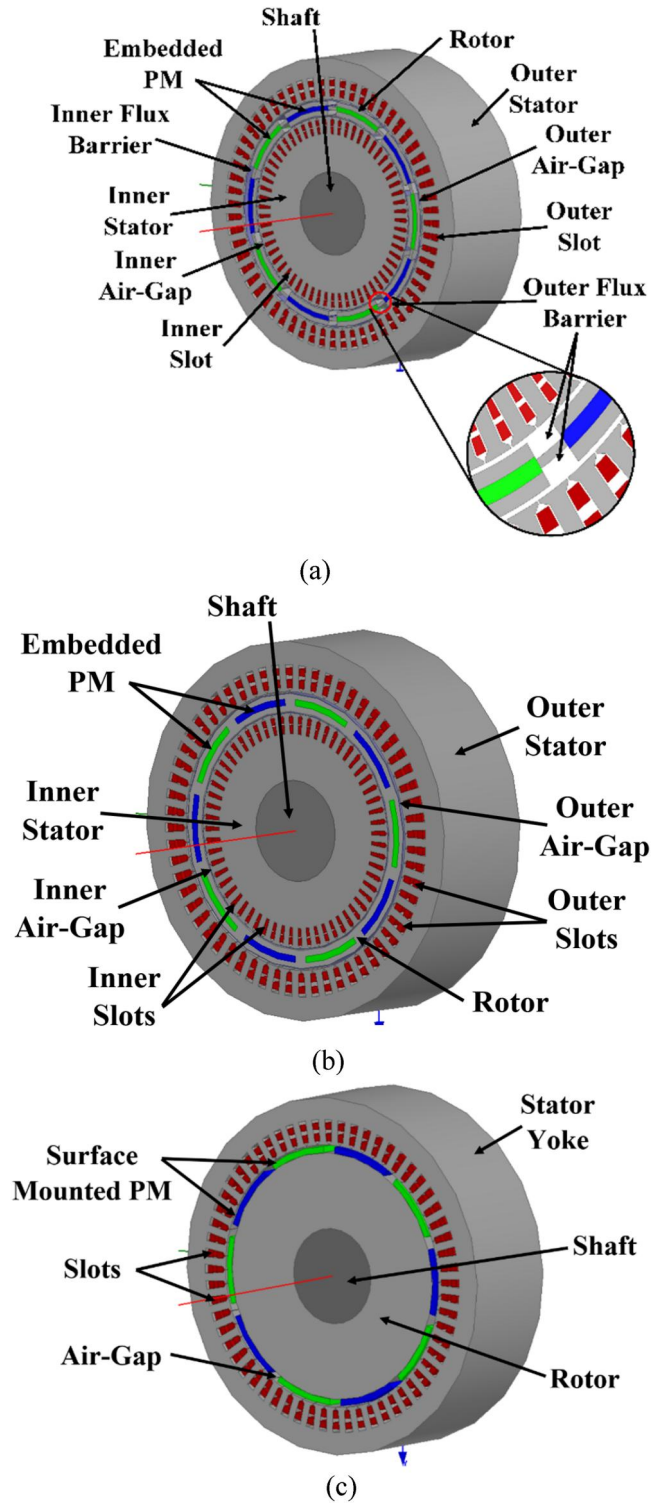 Shaft
Embedded
PM
Rotor
Outer
Stator
Inner Flux
Barrier
Outer
Air-Gap
Inner
Stator
Outer
Slot
Inner
Air-Gap
Outer Flux
Barrier
Inner
Slot
(a)
Shaft
Embedded
PM
Outer
Stator
Inner
Stator
Outer
Air-Gap
Inner
Air-Gap
Outer
Slots
Inner
Slots
Rotor
(b)
Stator
Yoke
Surface
Mounted PM
Shaft
Slots
Air-Gap
Rotor
(c)